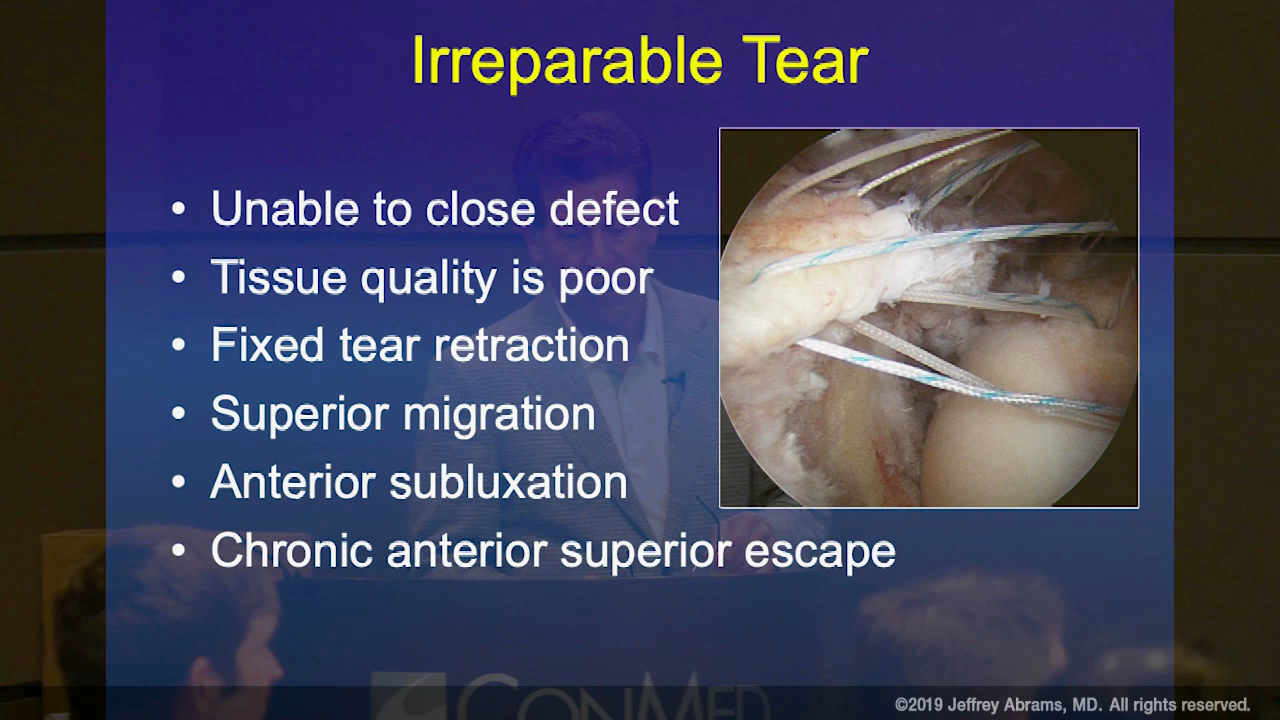 Irreparable Tear
• Unable to close defect
• Tissue quality is poor
• Fixed tear retraction
• Superior migration
• Anterior subluxation
• Chronic anterior superior escape
CONMED
©2019 Jeffrey Abrams, MD. All rights reserved.